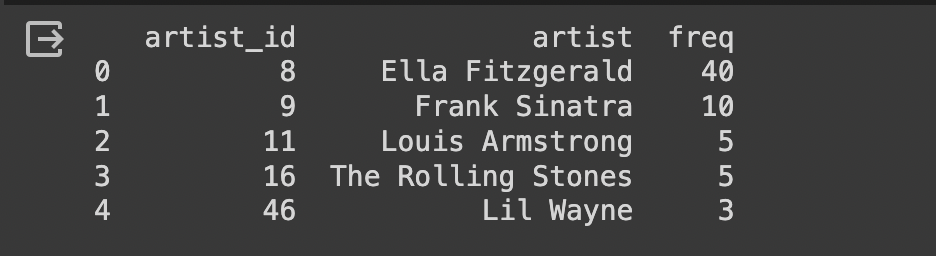 artist_id artist freq
0 8 Ella Fitzgerald 40
1 9 Frank Sinatra 10
2 11 Louis Armstrong 5
3 16 The Rolling Stones 5
4 46 Lil Wayne 3